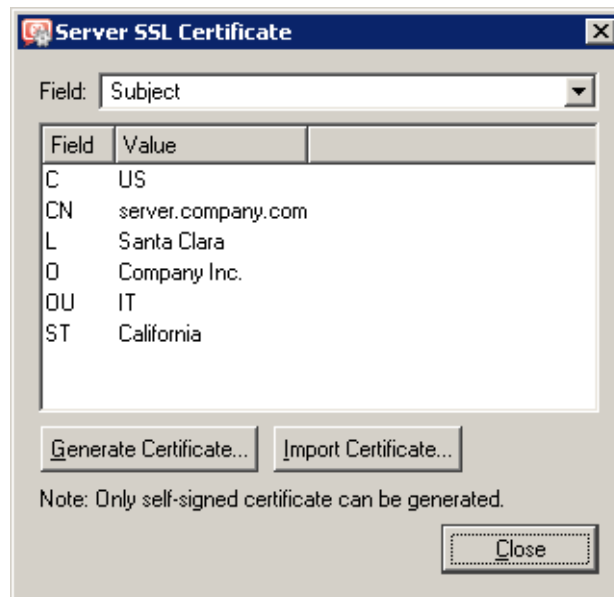 Server SSL Certificate
Field: Subject
Field Value
C US
CN server.company.com
L Santa Clara
O Company Inc.
OU IT
ST California
Generate Certificate... Import Certificate...
Note: Only self-signed certificate can be generated.
Close